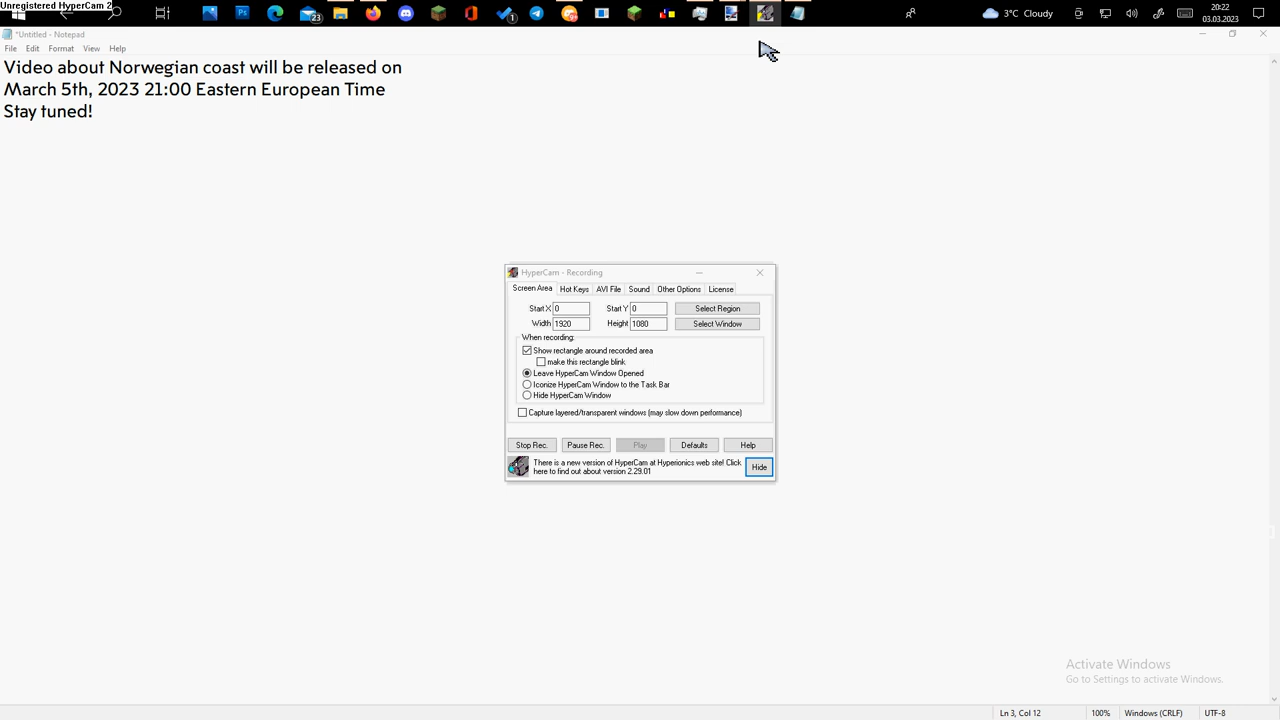 Unregistered HyperCam 2
23
1
3°C Cloudy
20:22
03.03.2023
*Untitled - Notepad
File Edit Format View Help
Video about Norwegian coast will be released on
March 5th, 2023 21:00 Eastern European Time
Stay tuned!
HyperCam - Recording
Screen Area Hot Keys AVI File Sound Other Options License
Start X 0 Start Y 0 Select Region
Width 1920 Height 1080 Select Window
When recording:
Show rectangle around recorded area
make this rectangle blink
Leave HyperCam Window Opened
Iconize HyperCam Window to the Task Bar
Hide HyperCam Window
Capture layered/transparent windows (may slow down performance)
Stop Rec. Pause Rec. Play Defaults Help
There is a new version of HyperCam at Hyperionics web site! Click
here to find out about version 2.29.01
Hide
Activate Windows
Go to Settings to activate Windows.
Ln 3, Col 12 100% Windows (CRLF) UTF-8